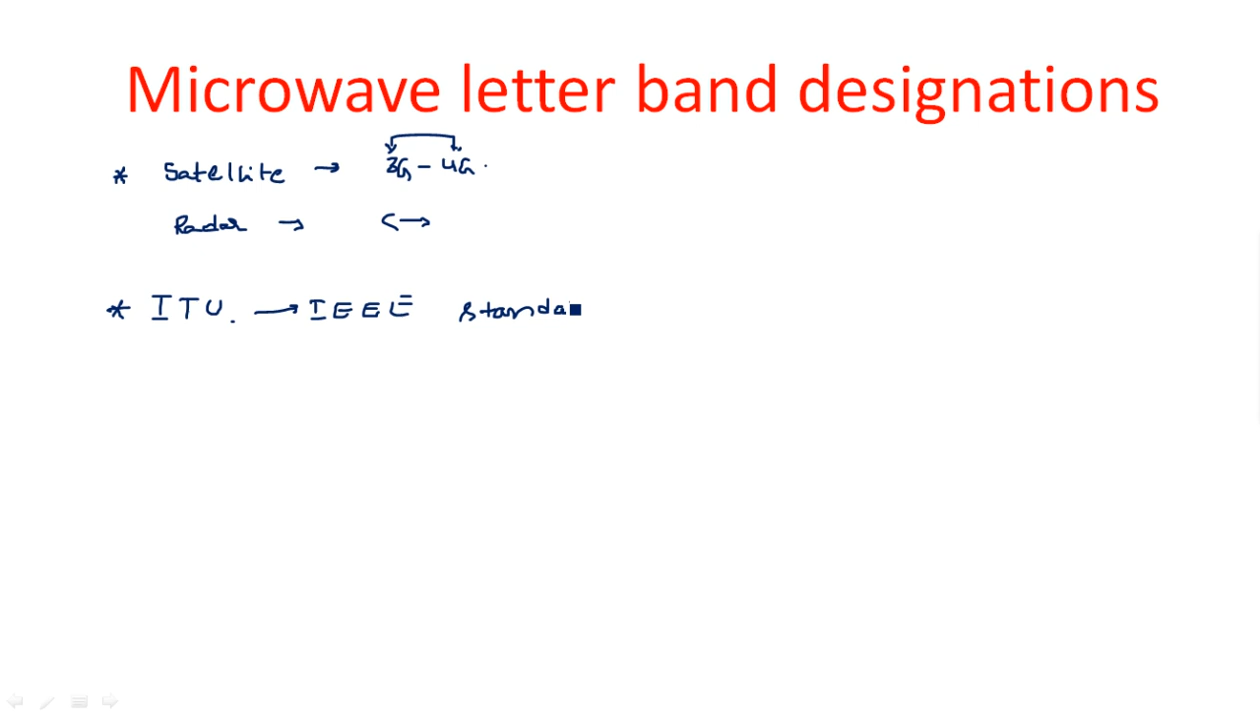 Microwave letter band designations
* Satellite → 3G - 4G.
Radar → <→
* ITU. → IEEE standa